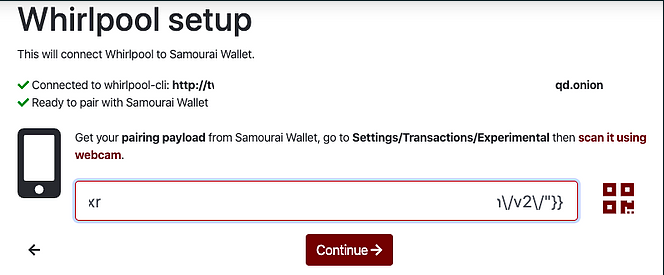 Whirlpool setup
This will connect Whirlpool to Samourai Wallet.
Connected to whirlpool-cli: http://tv qd.onion
Ready to pair with Samourai Wallet
Get your pairing payload from Samourai Wallet, go to Settings/Transactions/Experimental then scan it using
webcam.
xr \/v2\/"}}
Continue